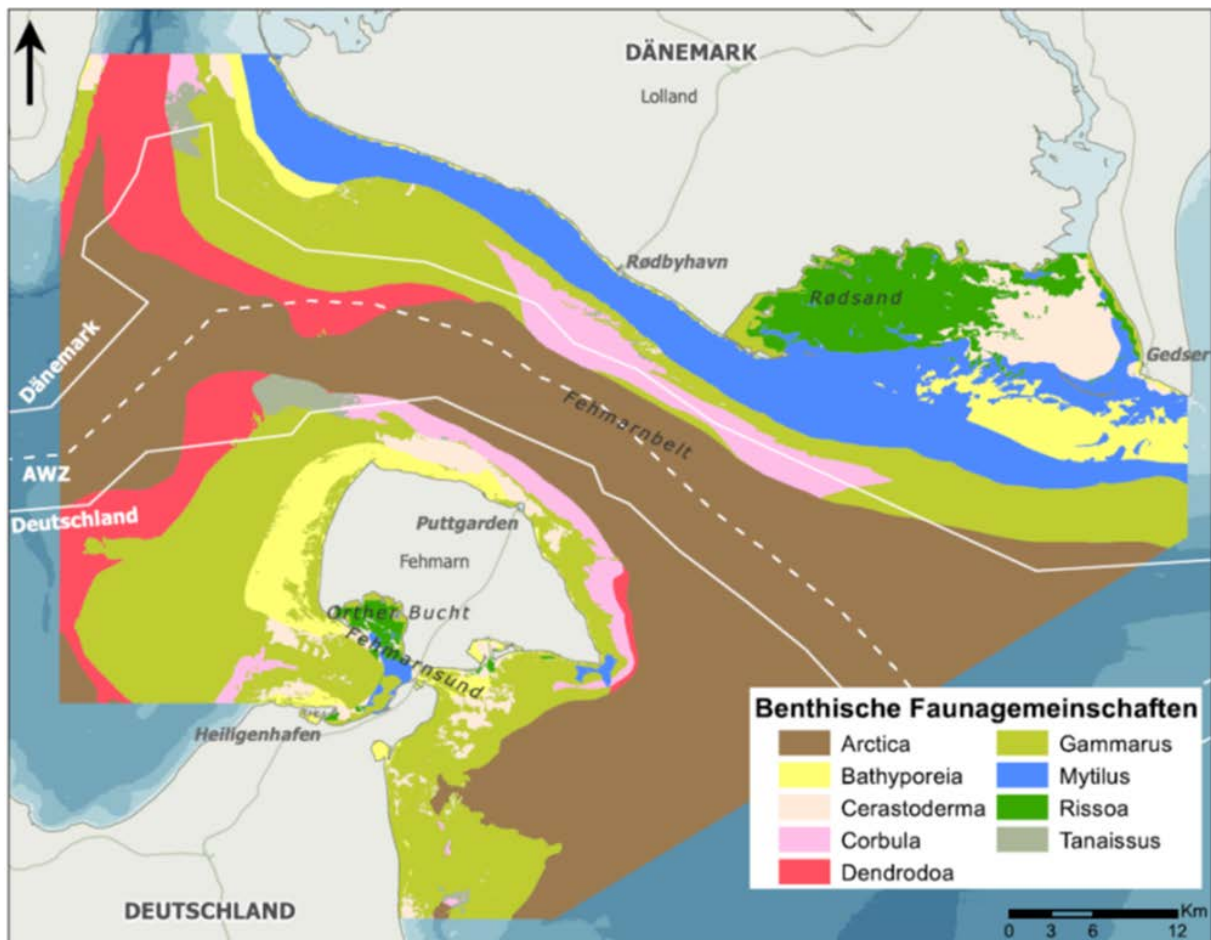 DÄNEMARK
Lolland
Rødbyhavn
Rødsand
Gedser
Dänemark
Fehmarnbelt
AWZ
Deutschland
Puttgarden
Fehmarn
Orther Bucht
Fehmarnsund
Heiligenhafen
DEUTSCHLAND
Benthische Faunagemeinschaften
Arctica
Bathyporeia
Cerastoderma
Corbula
Dendrodoa
Gammarus
Mytilus
Rissoa
Tanaissus
Km
0 3 6 12